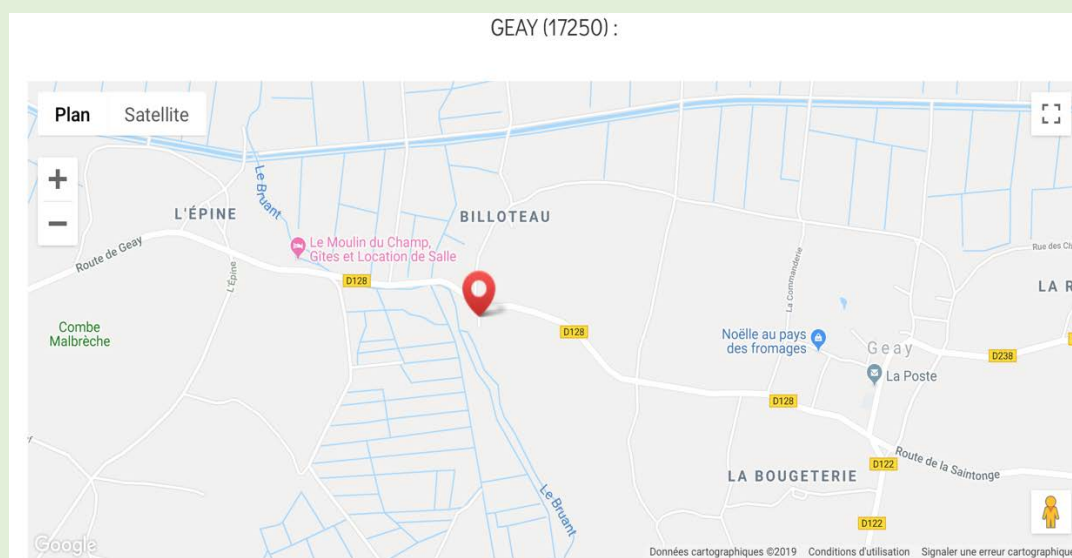 GEAY (17250) :
Plan
Satellite
+
−
Le Bruant
L'ÉPINE
Route de Geay
L'Épine
Combe
Malbrèche
Le Moulin du Champ,
Gites et Location de Salle
D128
BILLOTEAU
D128
La Commanderie
Rue des
LA R
Noëlle au pays
des fromages
Geay
La Poste
D238
D128
Route de la Saintonge
LA BOUGETERIE
D122
D122
Le Bruant
Google
Données cartographiques ©2019
Conditions d'utilisation
Signaler une erreur cartographique